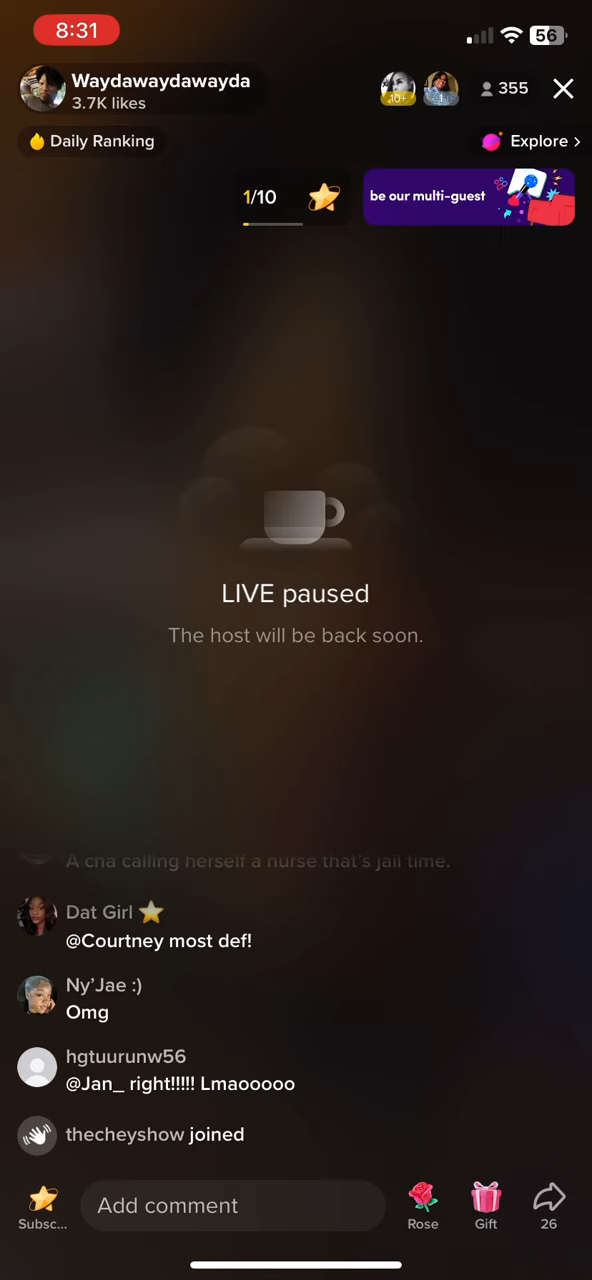 8:31
56
Waydawaydawayda
3.7K likes
10+
1
355
Daily Ranking
Explore >
1/10
be our multi-guest
LIVE paused
The host will be back soon.
A cna calling herself a nurse that's jail time.
Dat Girl ⭐
@Courtney most def!
Ny'Jae :)
Omg
hgtuurunw56
@Jan_ right!!!!! Lmaooooo
thecheyshow joined
Subsc...
Add comment
Rose
Gift
26